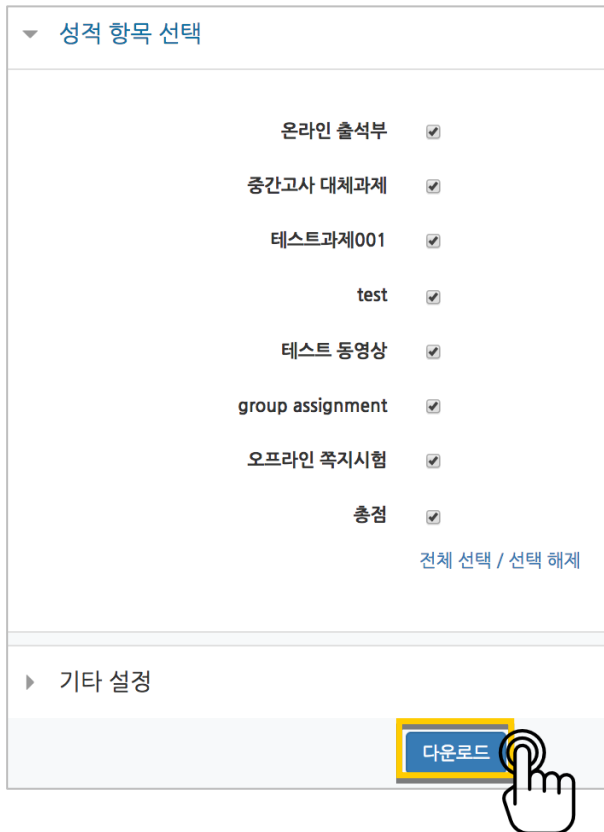 성적 항목 선택
온라인 출석부
중간고사 대체과제
테스트과제001
test
테스트 동영상
group assignment
오프라인 쪽지시험
총점
전체 선택 / 선택 해제
기타 설정
다운로드